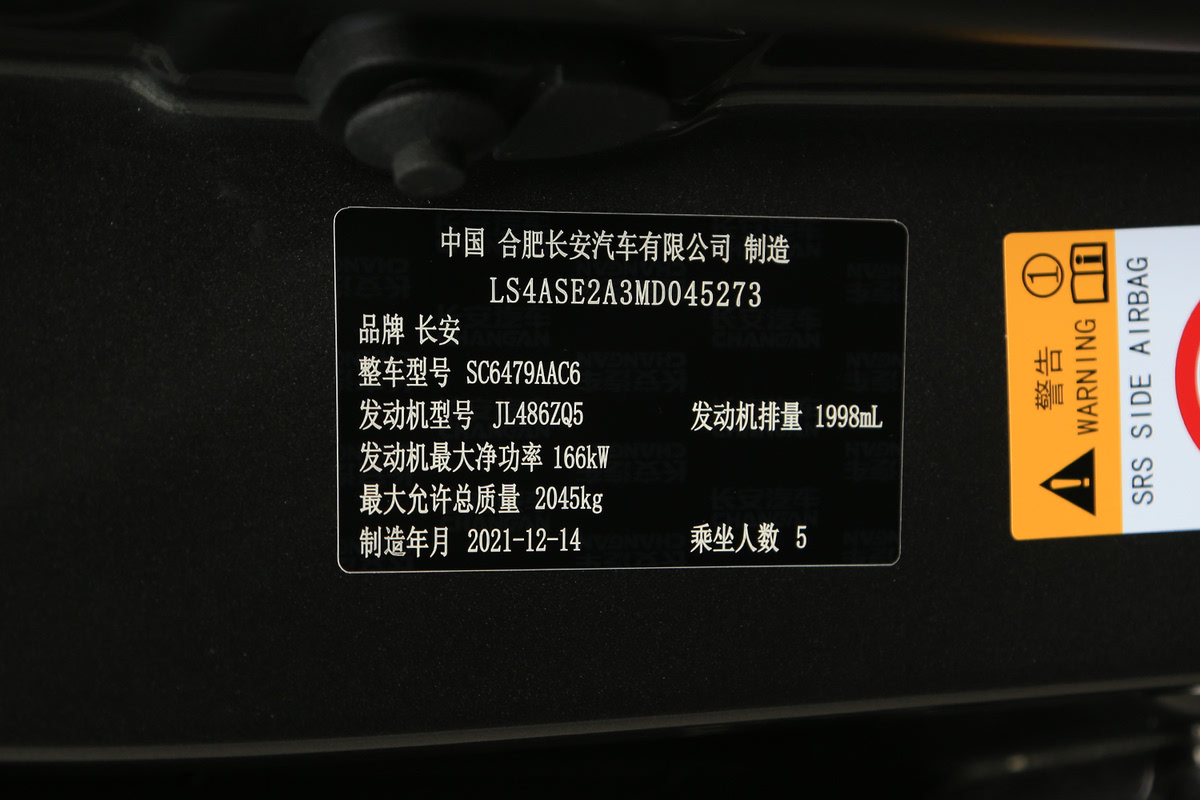 中国 合肥长安汽车有限公司 制造
LS4ASE2A3MD045273
品牌 长安
整车型号 SC6479AAC6
发动机型号 JL486ZQ5 发动机排量 1998mL
发动机最大净功率 166kW
最大允许总质量 2045kg
制造年月 2021-12-14 乘坐人数 5
①
警告
WARNING
SRS SIDE AIRBAG